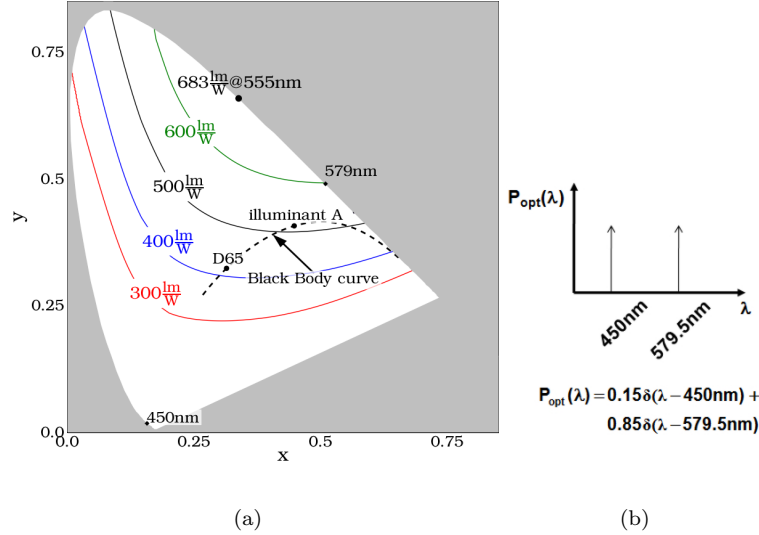 0.75
683 lm/W@555nm
600 lm/W
579nm
0.5
500 lm/W
illuminant A
y
400 lm/W
D65
Black Body curve
300 lm/W
0.25
450nm
0.0
0.0 0.25 0.5 0.75
x
(a)
P_opt(λ)
λ
450nm
579.5nm
P_opt(λ)=0.15δ(λ−450nm) +
0.85δ(λ−579.5nm)
(b)